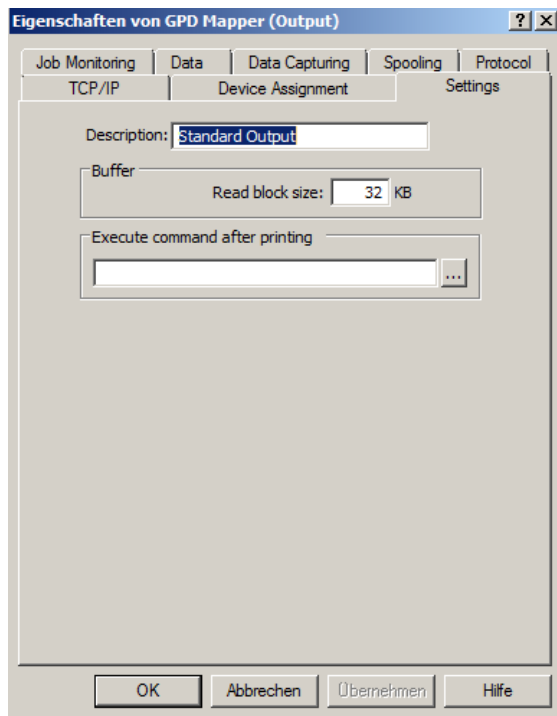 Eigenschaften von GPD Mapper (Output)
Job Monitoring Data Data Capturing Spooling Protocol
TCP/IP Device Assignment Settings
Description: Standard Output
Buffer
Read block size: 32 KB
Execute command after printing
...
OK Abbrechen Übernehmen Hilfe